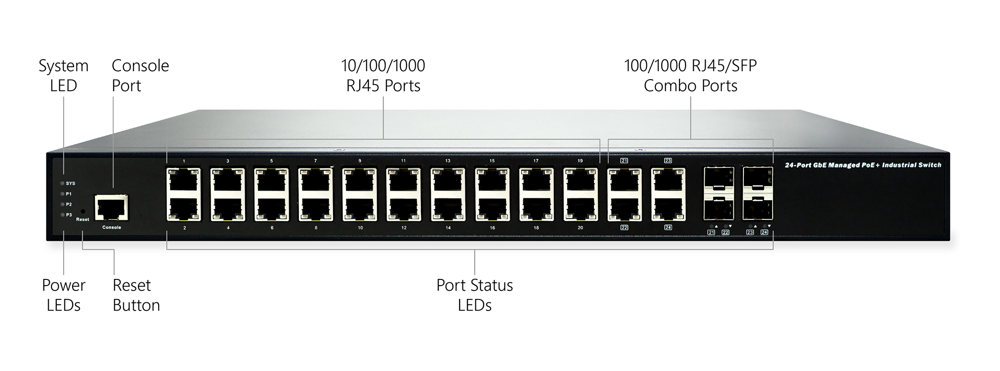 System
LED
Console
Port
10/100/1000
RJ45 Ports
100/1000 RJ45/SFP
Combo Ports
1 3 5 7 9 11 13 15 17 19 21 23
24-Port GbE Managed PoE+ Industrial Switch
SYS
P1
P2
P3
Reset
Console
2 4 6 8 10 12 14 16 18 20 22 24
21 22 23 24
Power
LEDs
Reset
Button
Port Status
LEDs